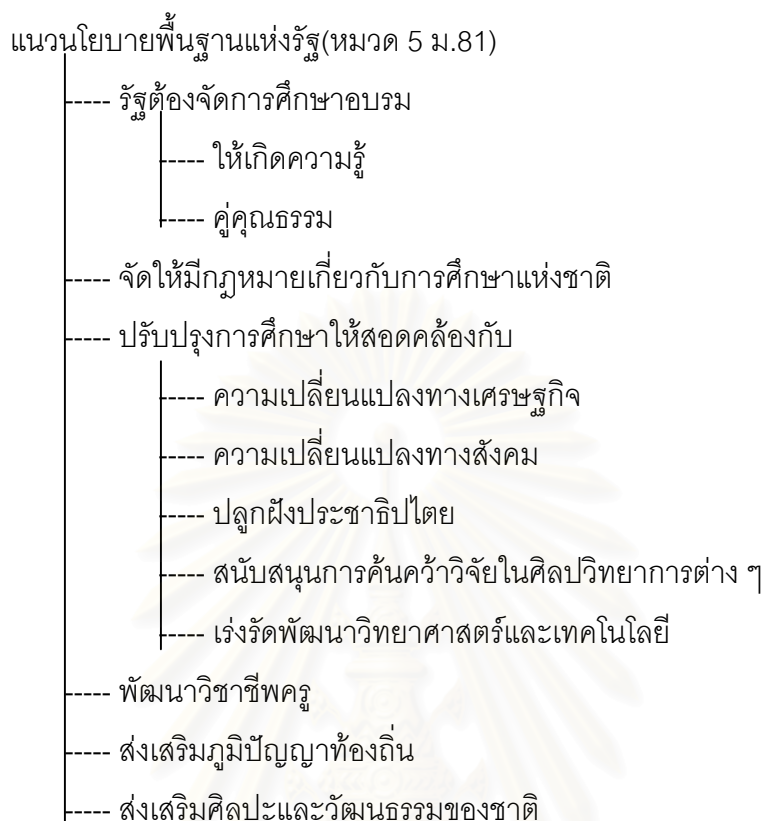 แนวนโยบายพื้นฐานแห่งรัฐ(หมวด 5 ม.81)
----- รัฐต้องจัดการศึกษาอบรม
----- ให้เกิดความรู้
----- คู่คุณธรรม
----- จัดให้มีกฎหมายเกี่ยวกับการศึกษาแห่งชาติ
----- ปรับปรุงการศึกษาให้สอดคล้องกับ
----- ความเปลี่ยนแปลงทางเศรษฐกิจ
----- ความเปลี่ยนแปลงทางสังคม
----- ปลูกฝังประชาธิปไตย
----- สนับสนุนการค้นคว้าวิจัยในศิลปวิทยาการต่าง ๆ
----- เร่งรัดพัฒนาวิทยาศาสตร์และเทคโนโลยี
----- พัฒนาวิชาชีพครู
----- ส่งเสริมภูมิปัญญาท้องถิ่น
----- ส่งเสริมศิลปะและวัฒนธรรมของชาติ